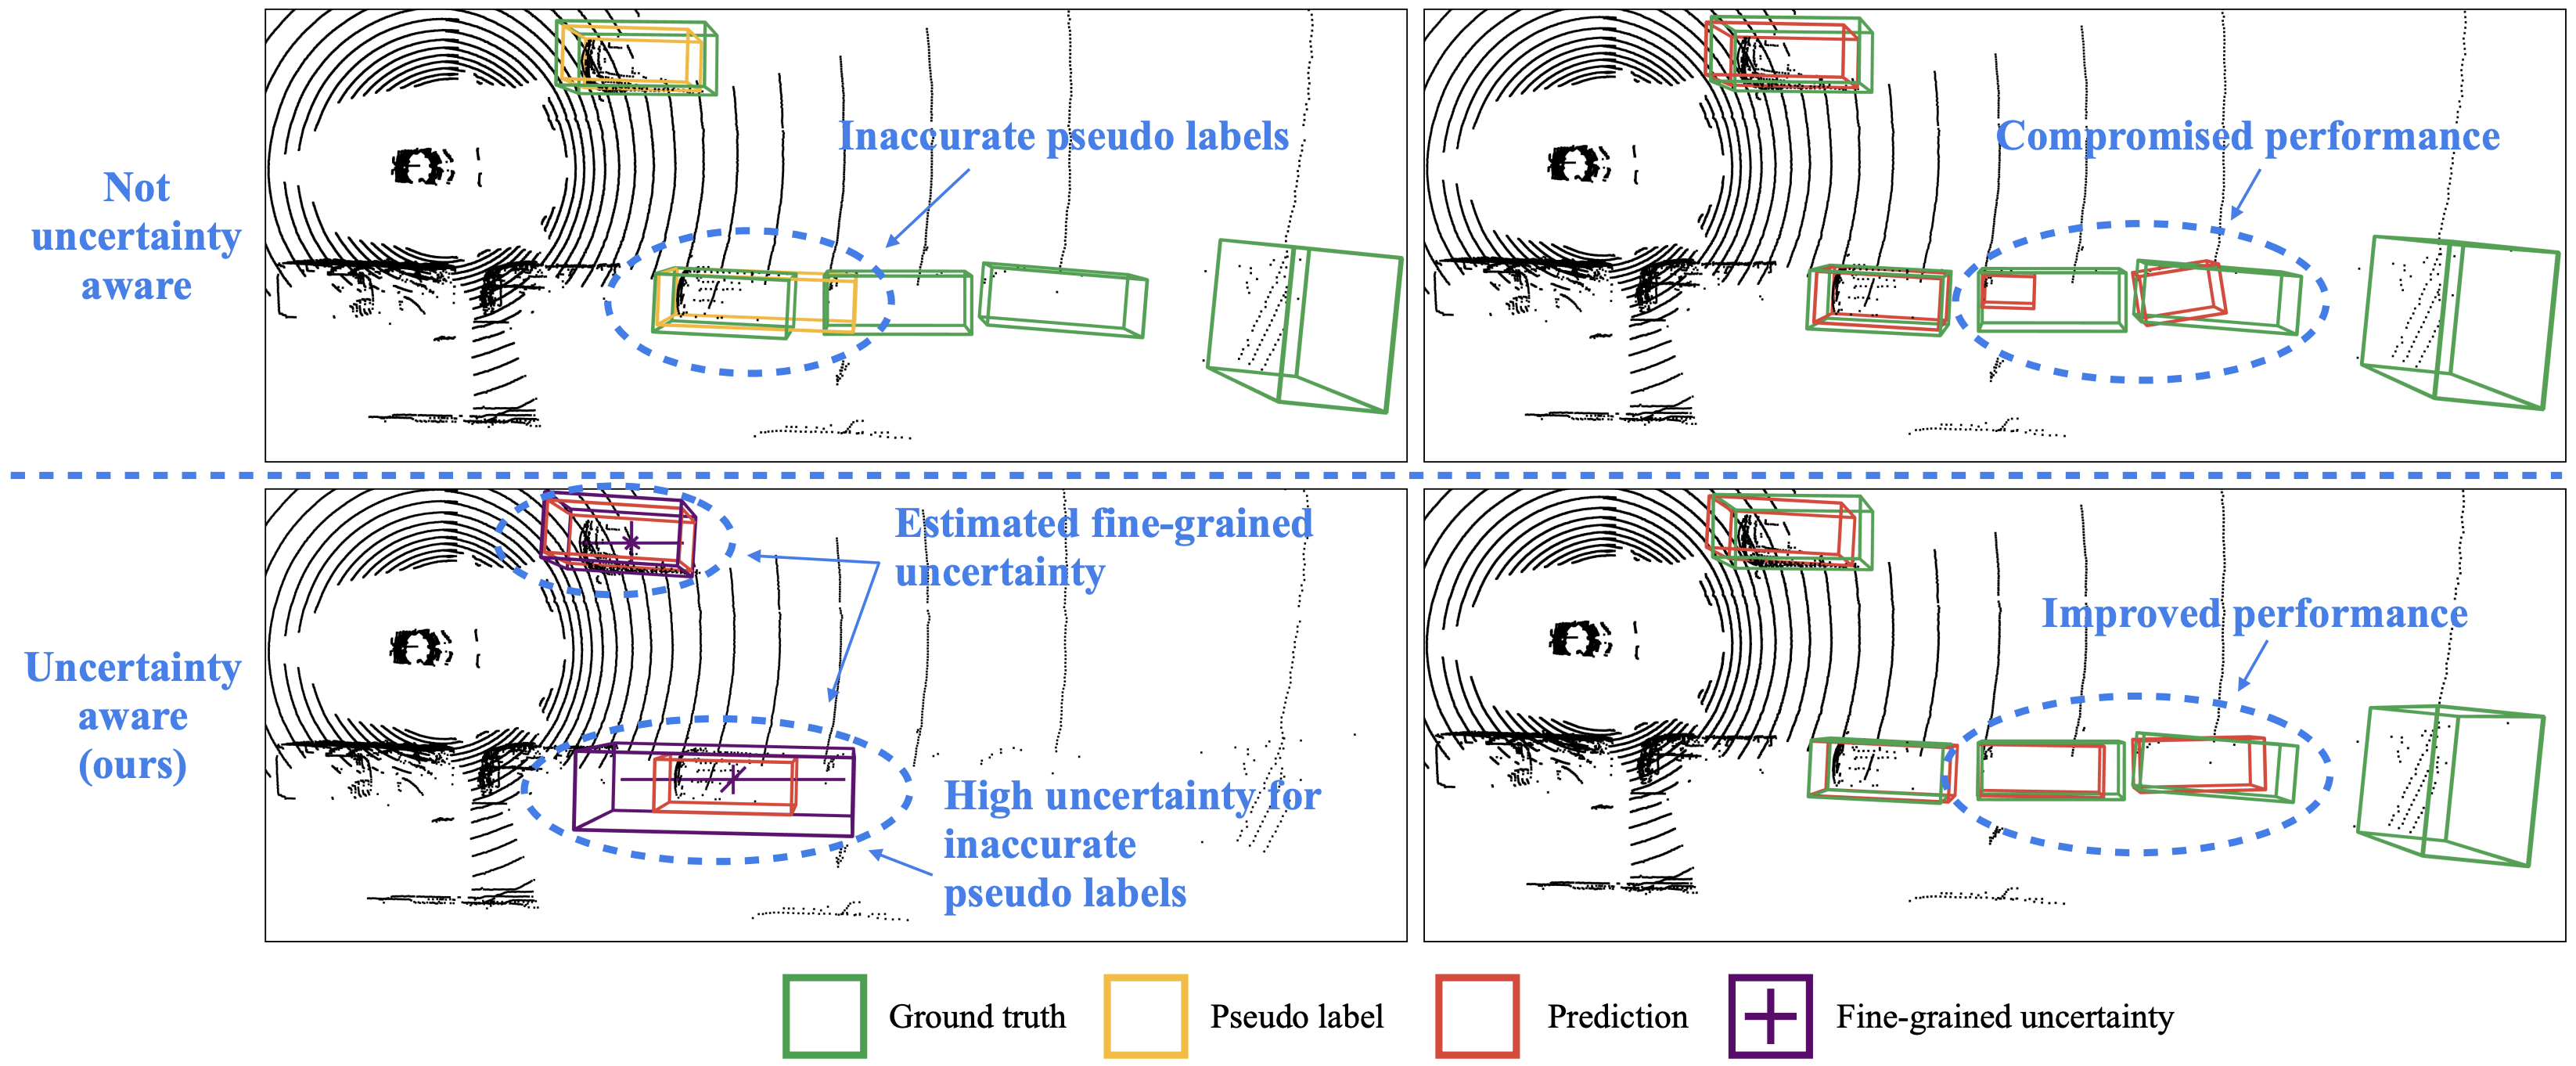 Not
uncertainty
aware
Inaccurate pseudo labels
Compromised performance
Uncertainty
aware
(ours)
Estimated fine-grained
uncertainty
High uncertainty for
inaccurate
pseudo labels
Improved performance
Ground truth
Pseudo label
Prediction
Fine-grained uncertainty